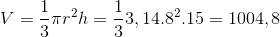 V = \frac{1}{3}\pi r^2 h = \frac{1}{3}3,14.8^2.15 = 1004,8